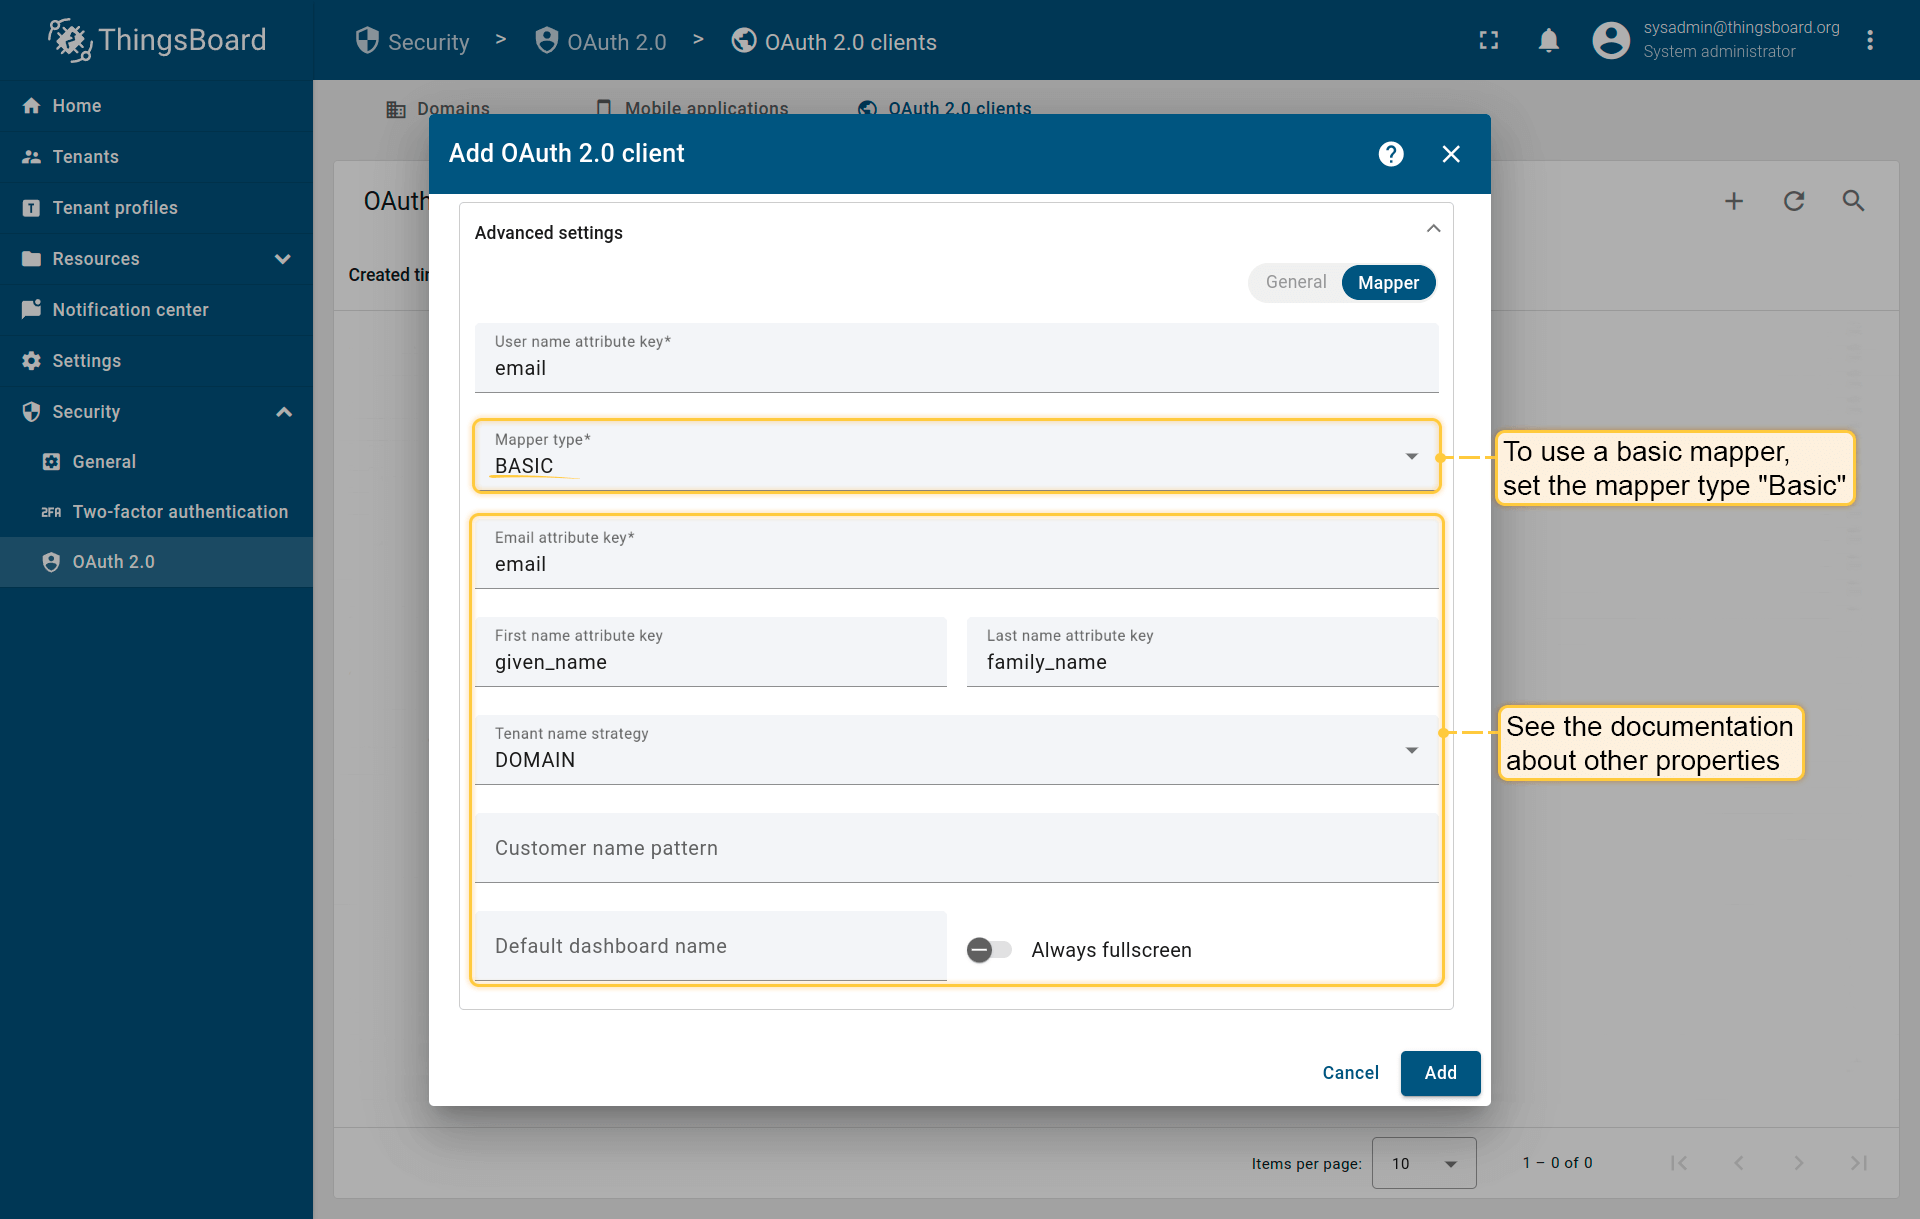 ThingsBoard
Security > OAuth 2.0 > OAuth 2.0 clients
sysadmin@thingsboard.org
System administrator
Home
Tenants
Tenant profiles
Resources
Notification center
Settings
Security
General
2FA Two-factor authentication
OAuth 2.0
Domains Mobile applications OAuth 2.0 clients
OAuth
Created tir
Add OAuth 2.0 client
Advanced settings
General Mapper
User name attribute key*
email
Mapper type*
BASIC
To use a basic mapper,
set the mapper type "Basic"
Email attribute key*
email
First name attribute key
given_name
Last name attribute key
family_name
Tenant name strategy
DOMAIN
See the documentation
about other properties
Customer name pattern
Default dashboard name
Always fullscreen
Cancel Add
Items per page: 10 1 – 0 of 0